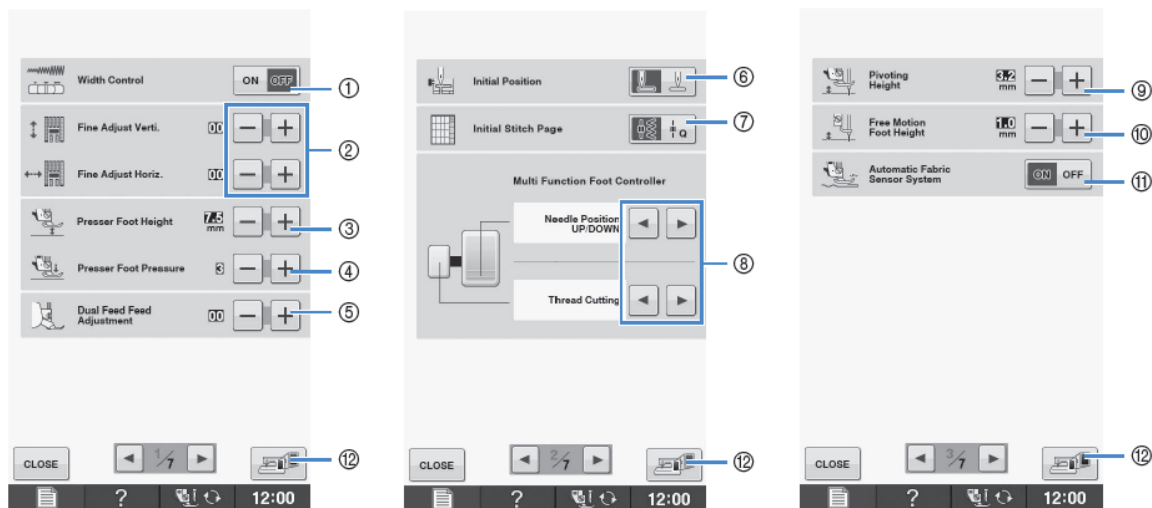 Width Control
ON OFF
①
Fine Adjust Verti.
00
②
Fine Adjust Horiz.
00
Presser Foot Height
7.5
mm
③
Presser Foot Pressure
3
④
Dual Feed Feed
Adjustment
00
⑤
CLOSE
1/7
⑫
?
12:00
Initial Position
⑥
Initial Stitch Page
Q
⑦
Multi Function Foot Controller
Needle Position
UP/DOWN
⑧
Thread Cutting
CLOSE
2/7
⑫
?
12:00
Pivoting
Height
3.2
mm
⑨
Free Motion
Foot Height
1.0
mm
⑩
Automatic Fabric
Sensor System
ON OFF
⑪
CLOSE
3/7
⑫
?
12:00